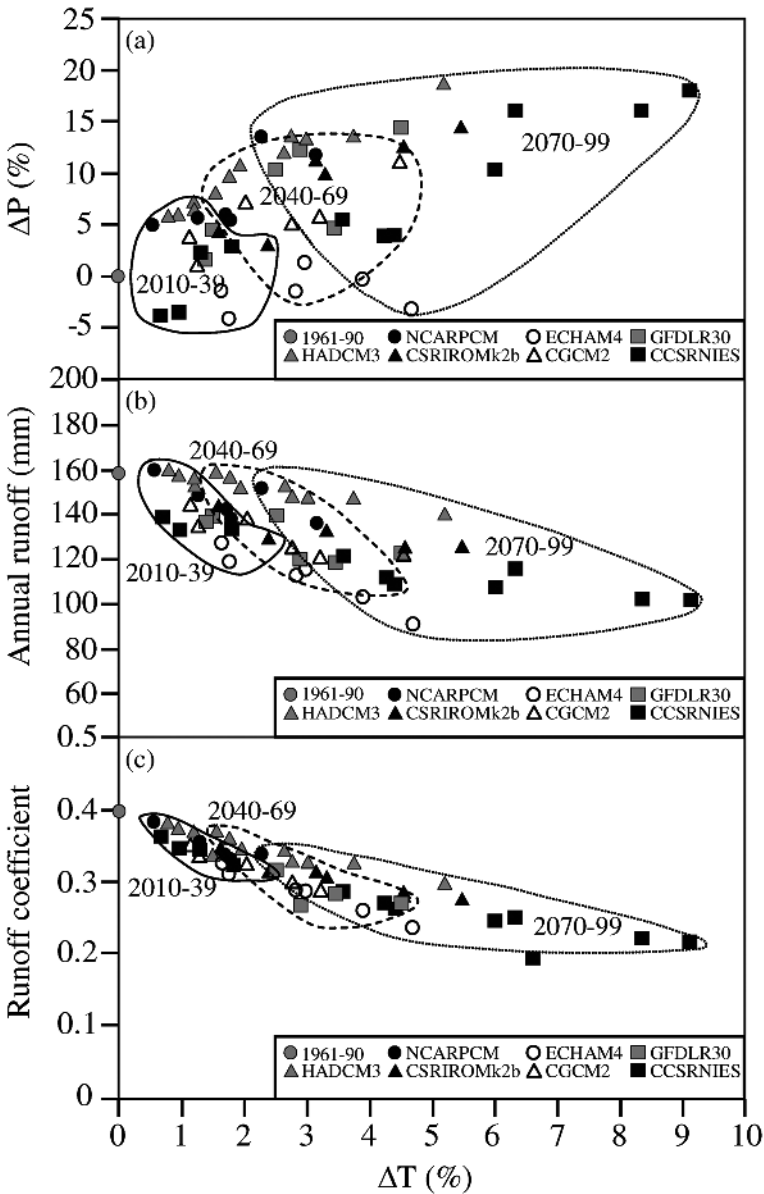 (a)
25
20
15
10
5
0
-5
ΔP (%)
2070-99
2040-69
2010-39
1961-90 NCARPCM ECHAM4 GFDLR30
HADCM3 CSRIROMk2b CGCM2 CCSRNIES
200
(b)
180
160
140
120
100
80
60
Annual runoff (mm)
2040-69
2070-99
2010-39
1961-90 NCARPCM ECHAM4 GFDLR30
HADCM3 CSRIROMk2b CGCM2 CCSRNIES
0.5
(c)
0.4
0.3
0.2
0.1
0
Runoff coefficient
2040-69
2010-39
2070-99
1961-90 NCARPCM ECHAM4 GFDLR30
HADCM3 CSRIROMk2b CGCM2 CCSRNIES
0 1 2 3 4 5 6 7 8 9 10
ΔT (%)